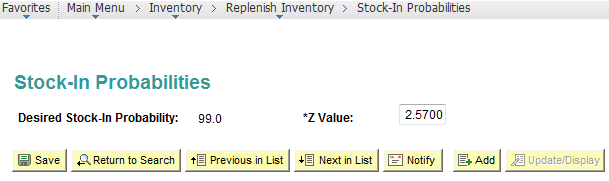 Favorites Main Menu > Inventory > Replenish Inventory > Stock-In Probabilities
Stock-In Probabilities
Desired Stock-In Probability: 99.0 *Z Value: 2.5700
Save Return to Search Previous in List Next in List Notify Add Update/Display